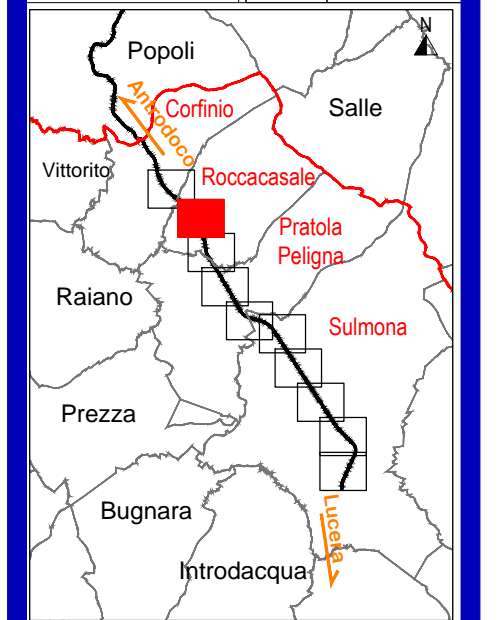 N
Popoli
Antrodoco
Corfinio
Salle
Vittorito
Roccacasale
Pratola
Peligna
Raiano
Sulmona
Prezza
Bugnara
Lucera
Introdacqua